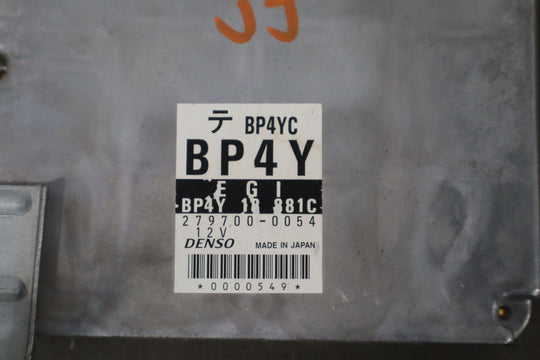 テ BP4YC
BP4Y
EGI
BP4Y 18 881C
279700-0054
12V
DENSO MADE IN JAPAN
*0000549*